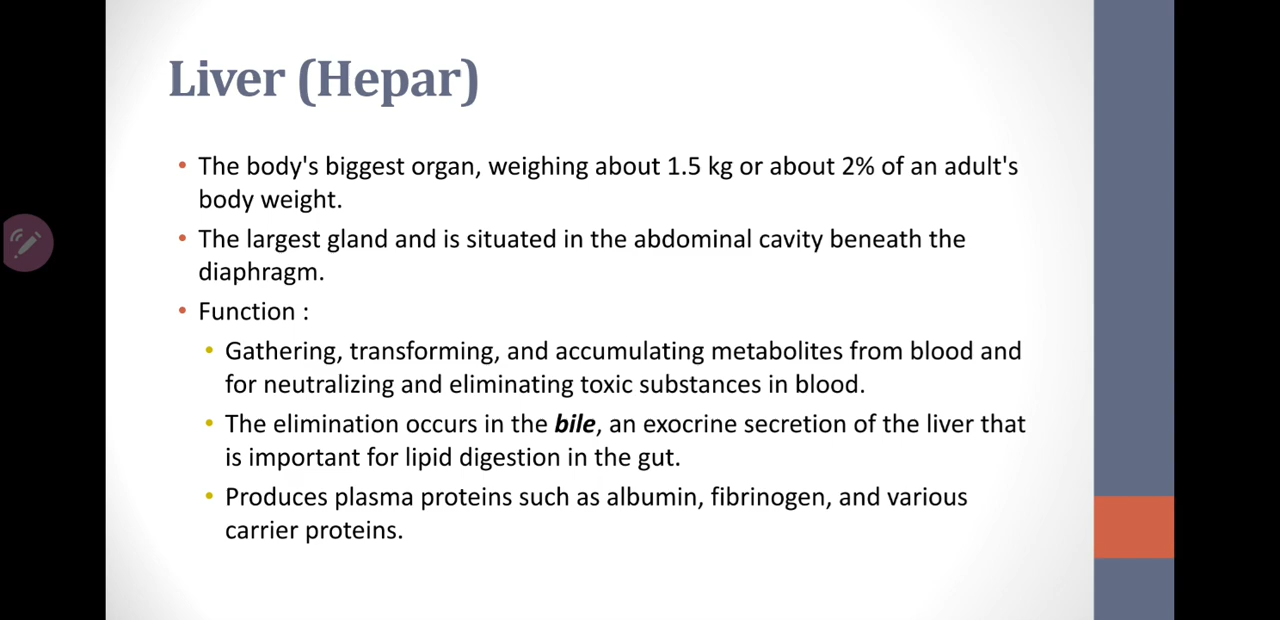 Liver (Hepar)
• The body's biggest organ, weighing about 1.5 kg or about 2% of an adult's
body weight.
• The largest gland and is situated in the abdominal cavity beneath the
diaphragm.
• Function :
• Gathering, transforming, and accumulating metabolites from blood and
for neutralizing and eliminating toxic substances in blood.
• The elimination occurs in the bile, an exocrine secretion of the liver that
is important for lipid digestion in the gut.
• Produces plasma proteins such as albumin, fibrinogen, and various
carrier proteins.